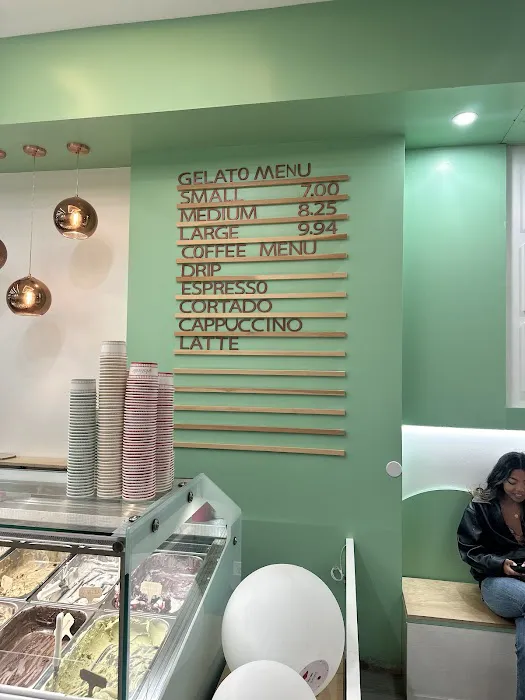 GELATO MENU
SMALL 7.00
MEDIUM 8.25
LARGE 9.94
COFFEE MENU
DRIP
ESPRESSO
CORTADO
CAPPUCCINO
LATTE